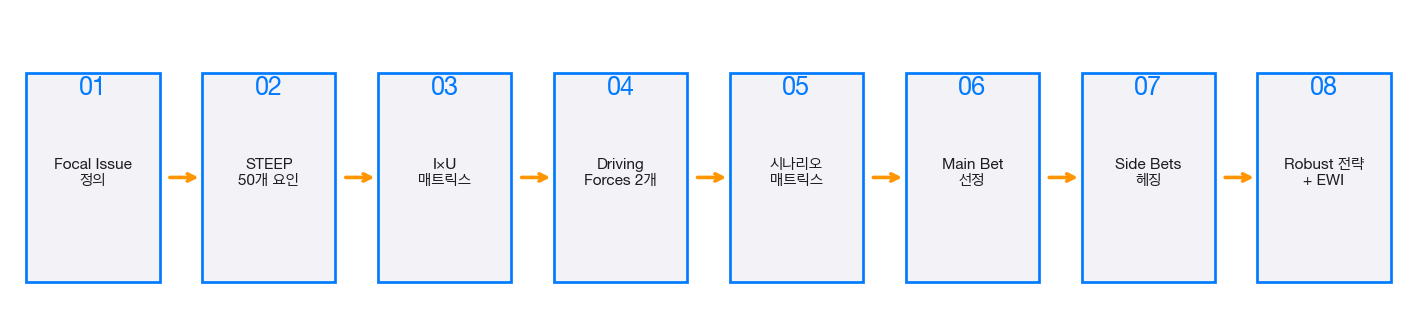 01
Focal Issue
정의
02
STEEP
50개 요인
03
I×U
매트릭스
04
Driving
Forces 2개
05
시나리오
매트릭스
06
Main Bet
선정
07
Side Bets
헤징
08
Robust 전략
+ EWI